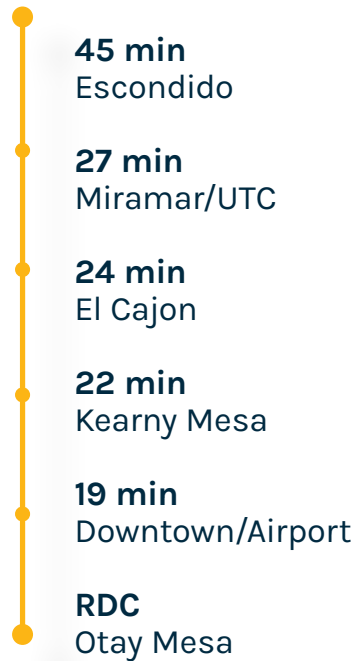 45 min
Escondido
27 min
Miramar/UTC
24 min
El Cajon
22 min
Kearny Mesa
19 min
Downtown/Airport
RDC
Otay Mesa